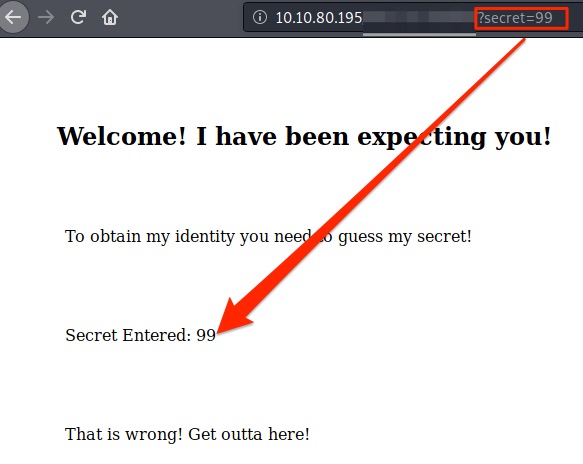 10.10.80.195 ?secret=99
Welcome! I have been expecting you!
To obtain my identity you need to guess my secret!
Secret Entered: 99
That is wrong! Get outta here!